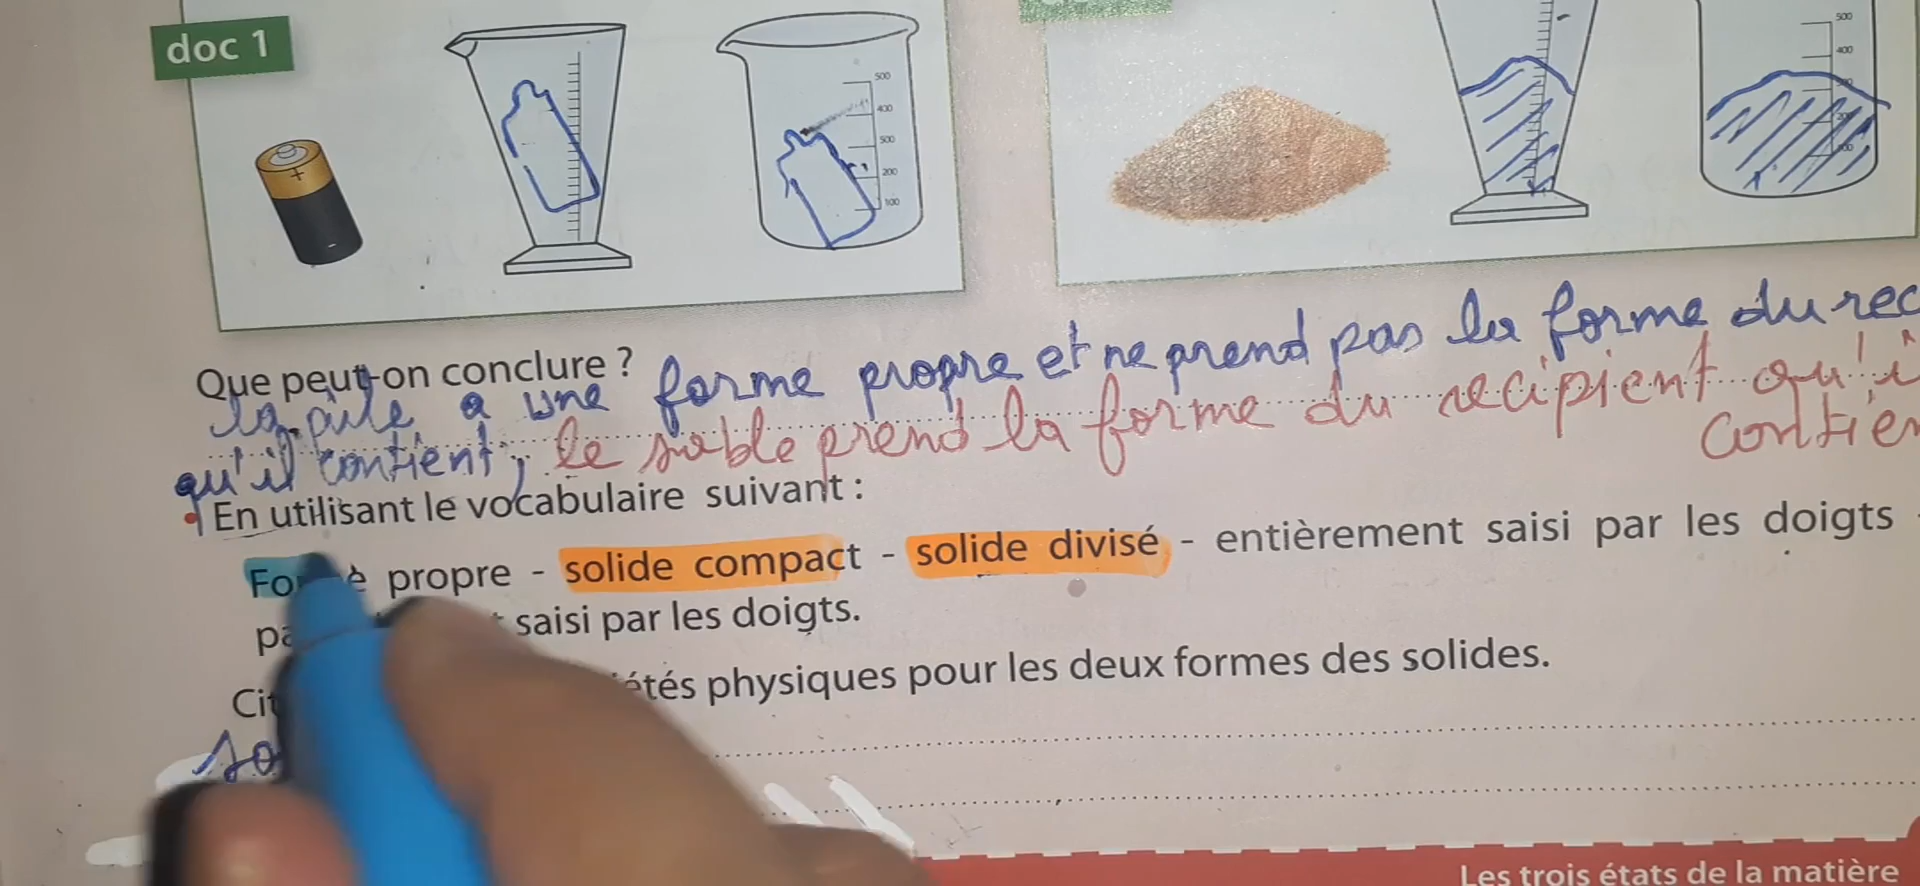 doc 1
500
400
300
200
100
500
400
Que peut-on conclure ?
la pile a une forme propre et ne prend pas la forme du rec
qu'il contient, le sable prend la forme du recipient qu'i
contien
• En utilisant le vocabulaire suivant :
propre - solide compact - solide divisé - entièrement saisi par les doigts -
saisi par les doigts.
physiques pour les deux formes des solides.
Les trois états de la matière